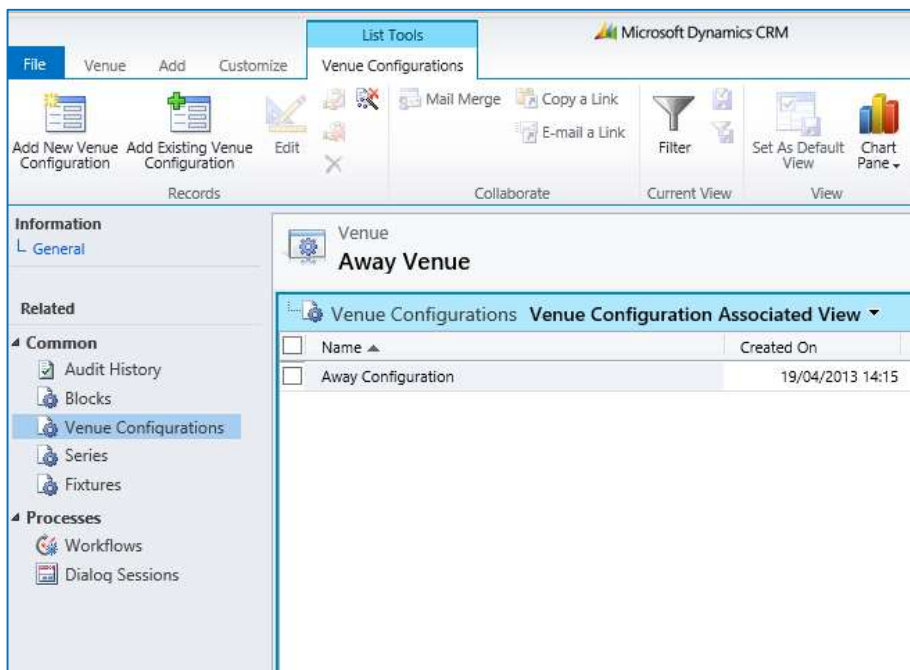 List Tools
Microsoft Dynamics CRM
File
Venue
Add
Customize
Venue Configurations
Add New Venue
Configuration
Add Existing Venue
Configuration
Edit
Mail Merge
Copy a Link
E-mail a Link
Filter
Set As Default
View
Chart
Pane
Records
Collaborate
Current View
View
Information
General
Related
Common
Audit History
Blocks
Venue Configurations
Series
Fixtures
Processes
Workflows
Dialog Sessions
Venue
Away Venue
Venue Configurations Venue Configuration Associated View
Name
Created On
Away Configuration
19/04/2013 14:15